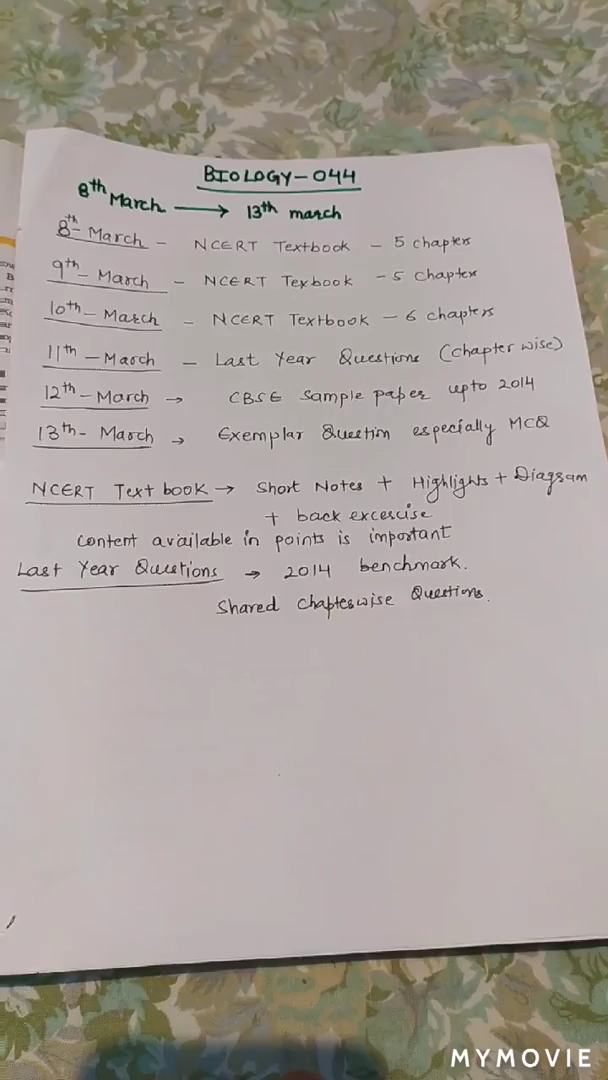 BIOLOGY-044
8th March → 13th march
8th March - NCERT Textbook - 5 chapters
9th - March - NCERT Texbook - 5 chapters
10th - March - NCERT Textbook - 6 chapters
11th - March - Last Year Questions (chapter wise)
12th - March → CBSE sample paper upto 2014
13th - March → Exemplar Question especially MCQ
NCERT Text book → Short Notes + Highlights + Diagram
+ back excercise
content available in points is important
Last Year Questions → 2014 benchmark.
Shared chapterwise Questions.
MYMOVIE